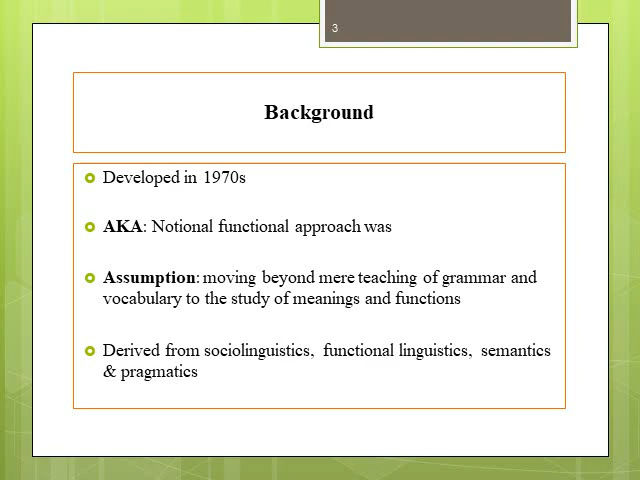 3
Background
Developed in 1970s
AKA: Notional functional approach was
Assumption: moving beyond mere teaching of grammar and
vocabulary to the study of meanings and functions
Derived from sociolinguistics, functional linguistics, semantics
& pragmatics